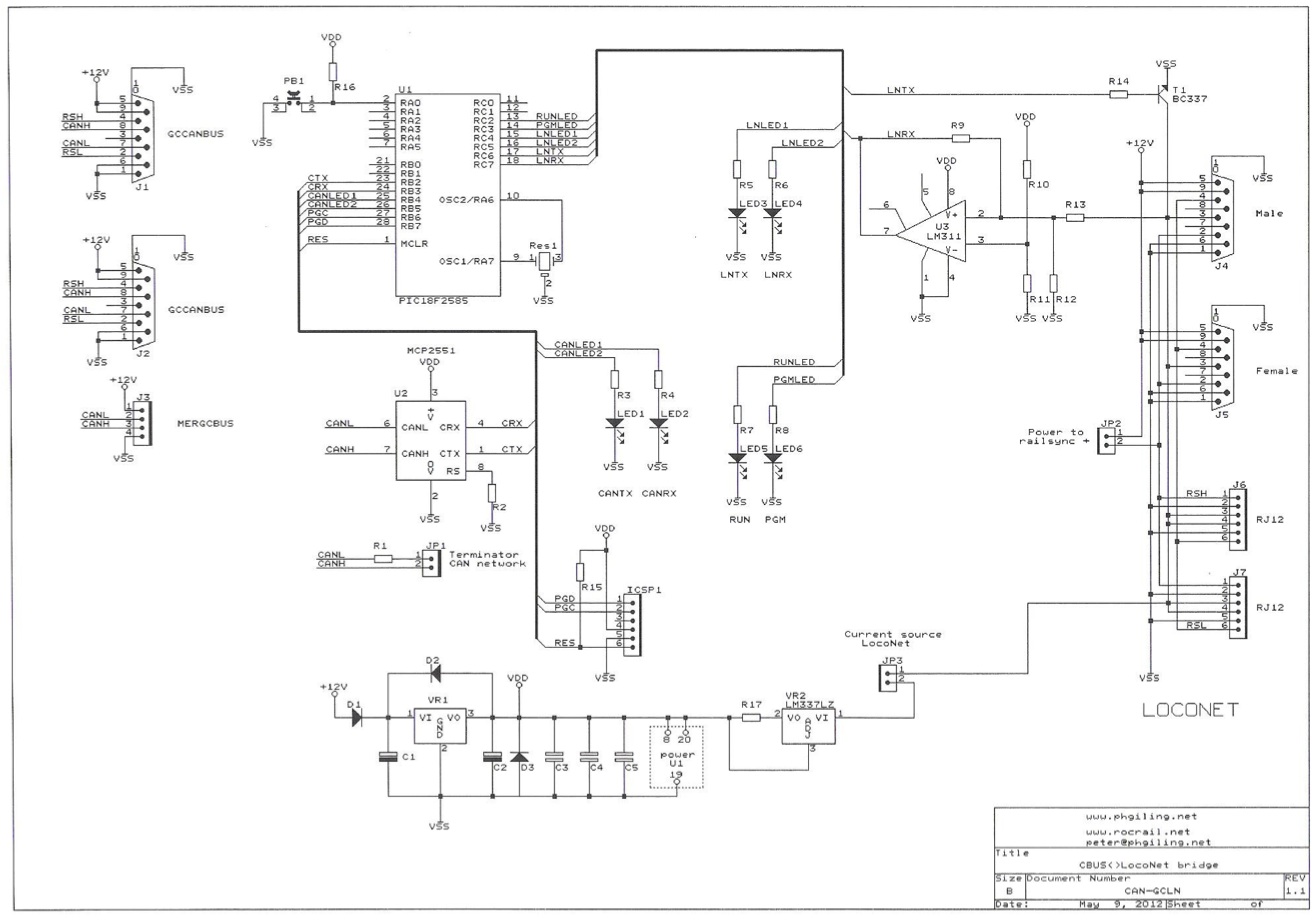 +12V
VSS
1
0
5
9
RSH
4
CANH
8
3
CANL
7
RSL
2
6
1
GCCANBUS
J1
VSS
+12V
VSS
1
0
5
9
RSH
4
CANH
8
3
CANL
7
RSL
2
6
1
GCCANBUS
J2
VSS
+12V
J3
1
CANL
2
CANH
3
4
MERGCBUS
VSS
VDD
R16
PB1
4
1
3
2
VSS
U1
2
RA0
3
RA1
4
RA2
5
RA3
6
RA4
7
RA5
21
RB0
22
RB1
CTX
23
RB2
CRX
24
RB3
CANLED1
25
RB4
CANLED2
26
RB5
PGC
27
RB6
PGD
28
RB7
RES
1
MCLR
RC0
11
RC1
12
RC2
13
RUNLED
RC3
14
PGMLED
RC4
15
LNLED1
RC5
16
LNLED2
RC6
17
LNTX
RC7
18
LNRX
OSC2/RA6
10
OSC1/RA7
9
PIC18F2585
Res1
1
3
2
VSS
MCP2551
VDD
U2
3
+
V
CANL
6
CANL
CRX
4
CRX
CANH
7
CANH
CTX
1
CTX
0
V
RS
8
2
R2
VSS
VSS
CANL
R1
JP1
1
CANH
2
Terminator
CAN network
CANLED1
CANLED2
R3
R4
LED1
LED2
VSS
VSS
CANTX CANRX
VDD
R15
ICSP1
PGD
1
PGC
2
3
4
5
RES
6
VSS
LNLED1
LNLED2
R5
R6
LED3
LED4
VSS
VSS
LNTX
LNRX
RUNLED
PGMLED
R7
R8
LED5
LED6
VSS
VSS
RUN
PGM
LNTX
R14
VSS
T1
BC337
LNRX
R9
VDD
VDD
R10
5
8
6
V+
2
R13
7
U3
LM311
3
V-
1
4
VSS
R11
R12
VSS VSS
+12V
1
0
VSS
5
9
4
8
3
7
2
6
1
Male
J4
1
0
VSS
5
9
4
8
3
7
2
6
1
Female
J5
Power to
railsync +
JP2
1
2
J6
RSH
1
2
3
4
5
6
RJ12
J7
1
2
3
4
5
RSL
6
RJ12
VSS
Current source
LocoNet
JP3
1
2
+12V
D1
D2
VDD
VR1
1
VI
VO
3
GND
2
C1
C2
D3
C3
C4
C5
VSS
8
20
power
U1
19
R17
VR2
LM337LZ
2
VO
VI
1
ADJ
3
LOCONET
www.phgiling.net
www.rocrail.net
peter@phgiling.net
Title
CBUS<>LocoNet bridge
Size
Document Number
REV
B
CAN-GCLN
1.1
Date:
May 9, 2012
Sheet of